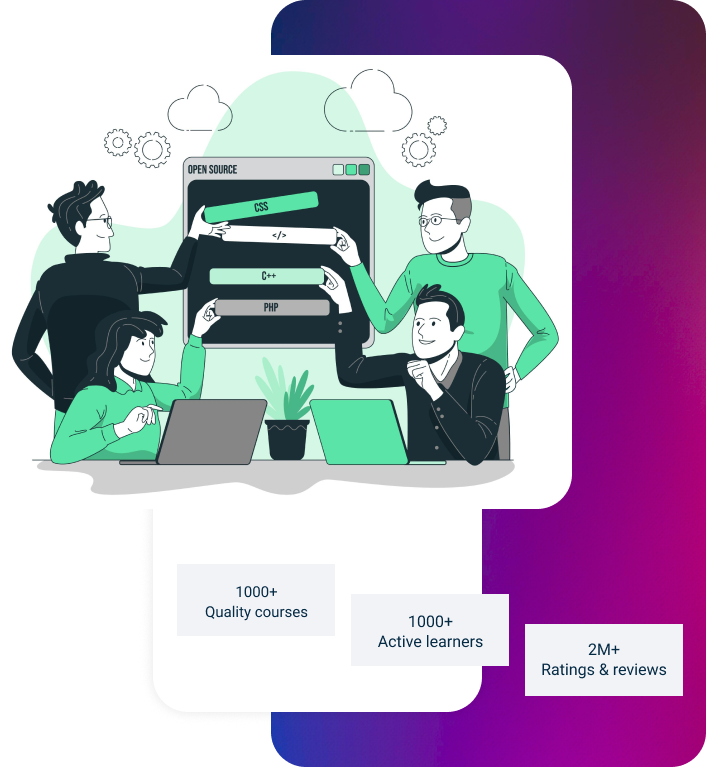 OPEN SOURCE
CSS
</>
C++
PHP
1000+
Quality courses
1000+
Active learners
2M+
Ratings & reviews